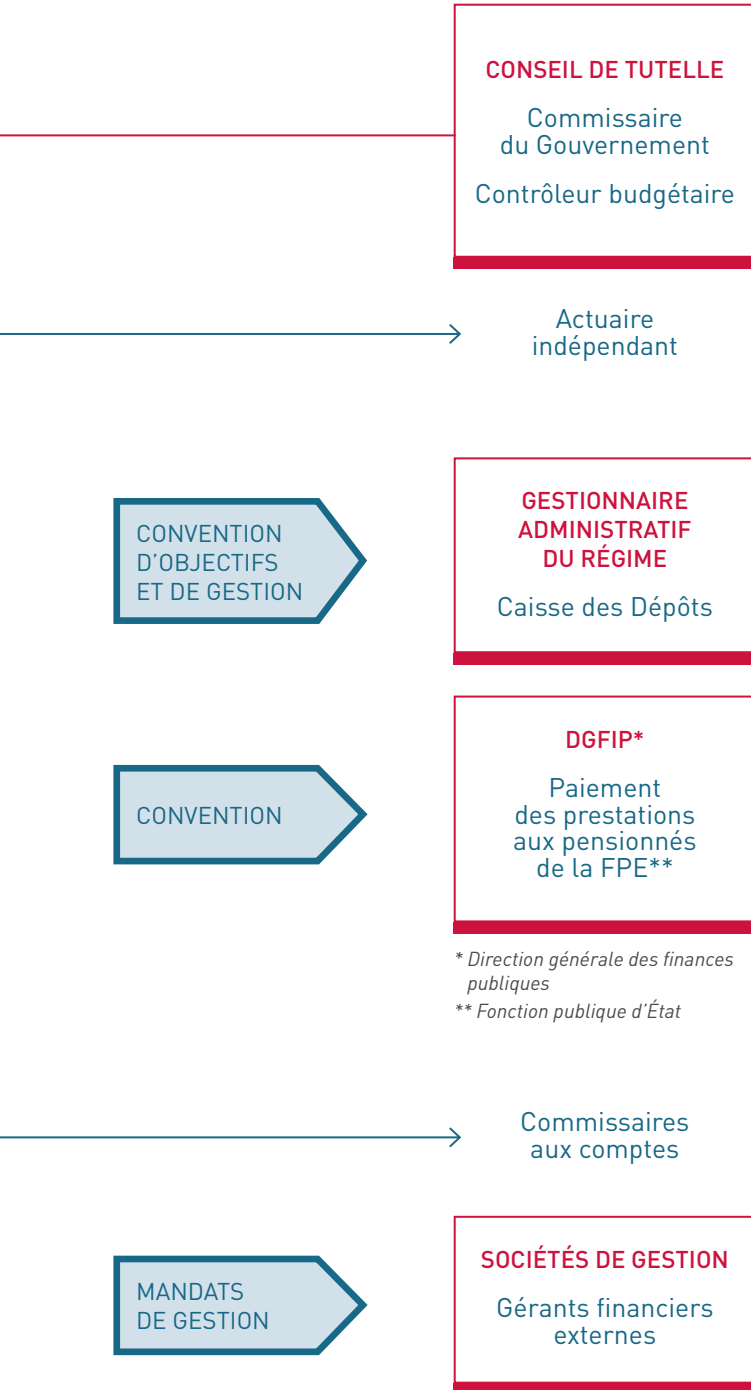 CONSEIL DE TUTELLE
Commissaire
du Gouvernement
Contrôleur budgétaire
Actuaire
indépendant
CONVENTION
D’OBJECTIFS
ET DE GESTION
GESTIONNAIRE
ADMINISTRATIF
DU RÉGIME
Caisse des Dépôts
CONVENTION
DGFIP*
Paiement
des prestations
aux pensionnés
de la FPE**
* Direction générale des finances
publiques
** Fonction publique d’État
Commissaires
aux comptes
MANDATS
DE GESTION
SOCIÉTÉS DE GESTION
Gérants financiers
externes